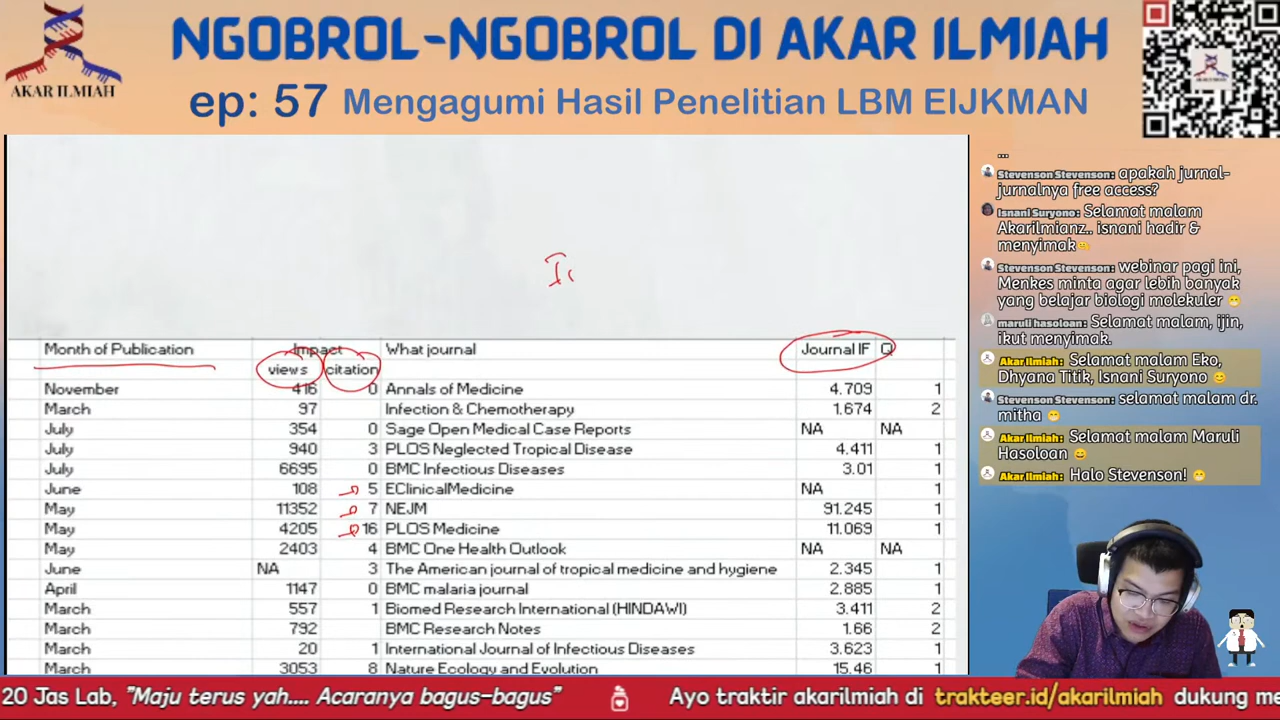 AKAR ILMIAH
NGOBROL-NGOBROL DI AKAR ILMIAH
ep: 57 Mengagumi Hasil Penelitian LBM EIJKMAN
Month of Publication Impact What journal Journal IF Q
views citation
November 416 0 Annals of Medicine 4.709 1
March 97 Infection & Chemotherapy 1.674 2
July 354 0 Sage Open Medical Case Reports NA NA
July 940 3 PLOS Neglected Tropical Disease 4.411 1
July 6695 0 BMC Infectious Diseases 3.01 1
June 108 5 EClinicalMedicine NA 1
May 11352 7 NEJM 91.245 1
May 4205 16 PLOS Medicine 11.069 1
May 2403 4 BMC One Health Outlook NA NA
June NA 3 The American journal of tropical medicine and hygiene 2.345 1
April 1147 0 BMC malaria journal 2.885 1
March 557 1 Biomed Research International (HINDAWI) 3.411 2
March 792 BMC Research Notes 1.66 2
March 20 1 International Journal of Infectious Diseases 3.623 1
March 3053 8 Nature Ecology and Evolution 15.46 1
...
Stevenson Stevenson: apakah jurnal-
jurnalnya free access?
Isnani Suryono: Selamat malam
Akarilmianz.. isnani hadir &
menyimak
Stevenson Stevenson: webinar pagi ini,
Menkes minta agar lebih banyak
yang belajar biologi molekuler
maruli hasoloan: Selamat malam, ijin,
ikut menyimak.
Akar Ilmiah: Selamat malam Eko,
Dhyana Titik, Isnani Suryono
Stevenson Stevenson: selamat malam dr.
mitha
Akar Ilmiah: Selamat malam Maruli
Hasoloan
Akar Ilmiah: Halo Stevenson!
20 Jas Lab, "Maju terus yah.... Acaranya bagus-bagus" Ayo traktir akarilmiah di trakteer.id/akarilmiah dukung me